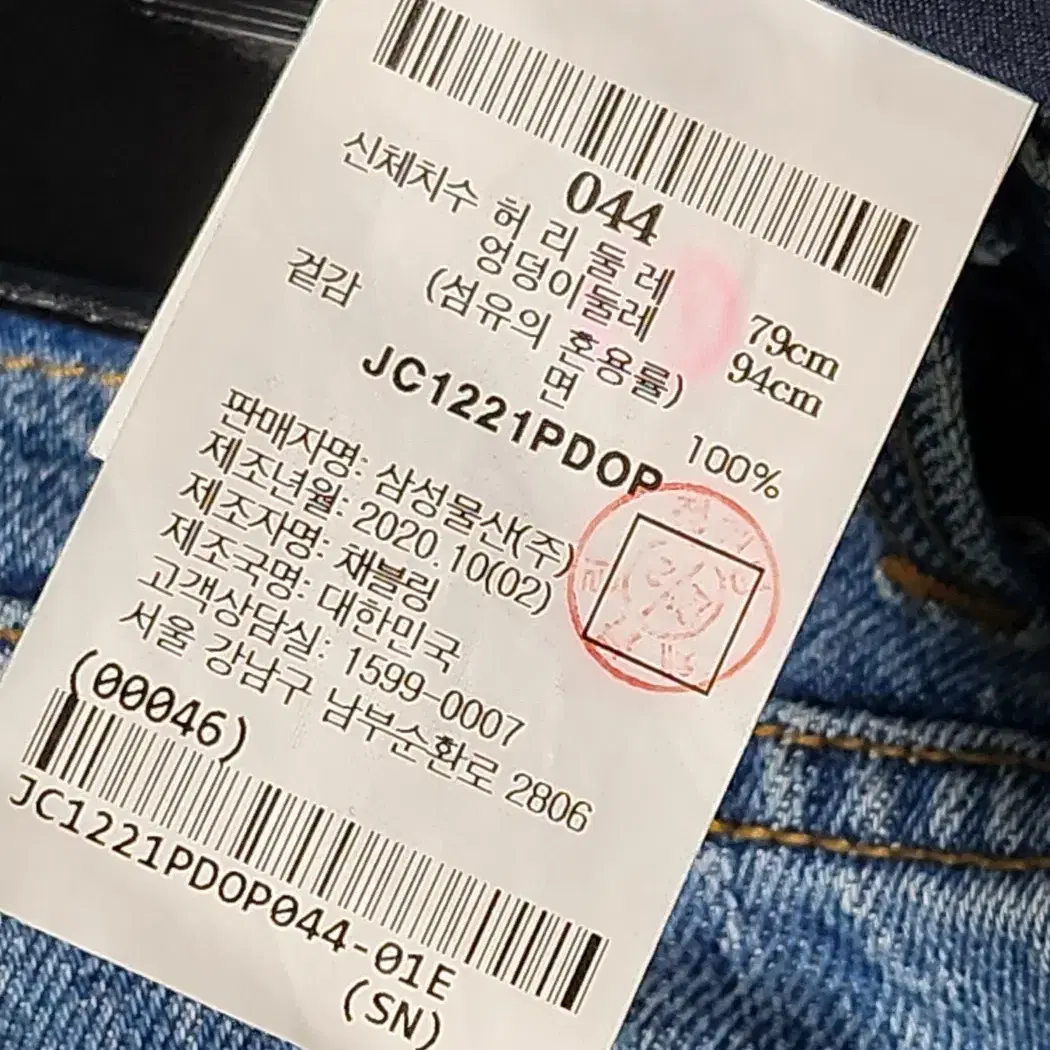 044
신체치수 허 리 둘 레 79cm
엉덩이둘레 94cm
(섬유의 혼용률)
겉감 면 100%
JC1221PDOP
판매자명: 삼성물산(주)
제조년월: 2020.10(02)
제조자명: 채블링
제조국명: 대한민국
고객상담실: 1599-0007
서울 강남구 남부순환로 2806
(00046)
JC1221PDOP044-01E
(SN)